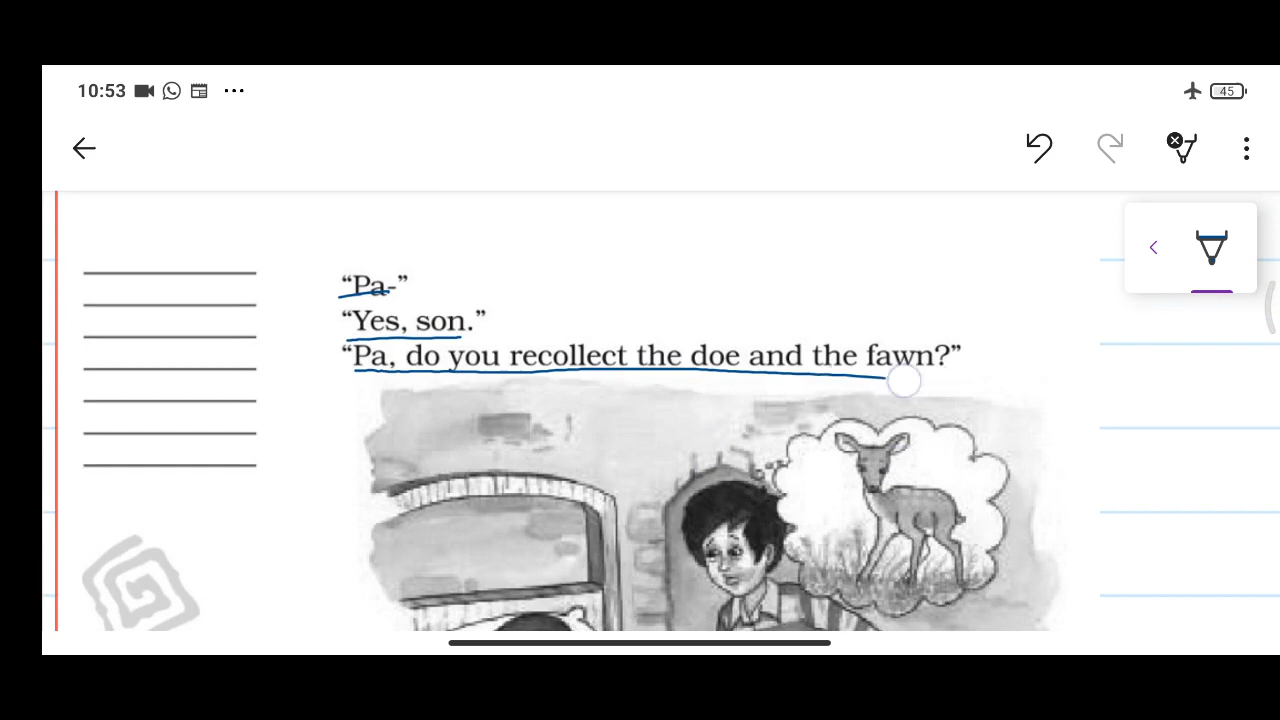 10:53
45
“Pa-”
“Yes, son.”
“Pa, do you recollect the doe and the fawn?”